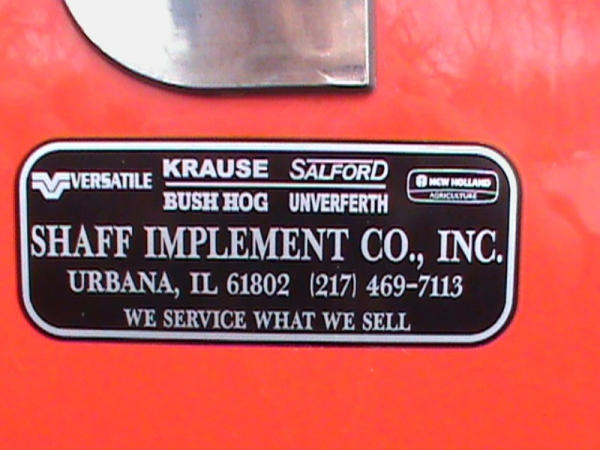 VERSATILE
KRAUSE SALFORD
BUSH HOG UNVERFERTH
NEW HOLLAND
AGRICULTURE
SHAFF IMPLEMENT CO., INC.
URBANA, IL 61802 (217) 469-7113
WE SERVICE WHAT WE SELL